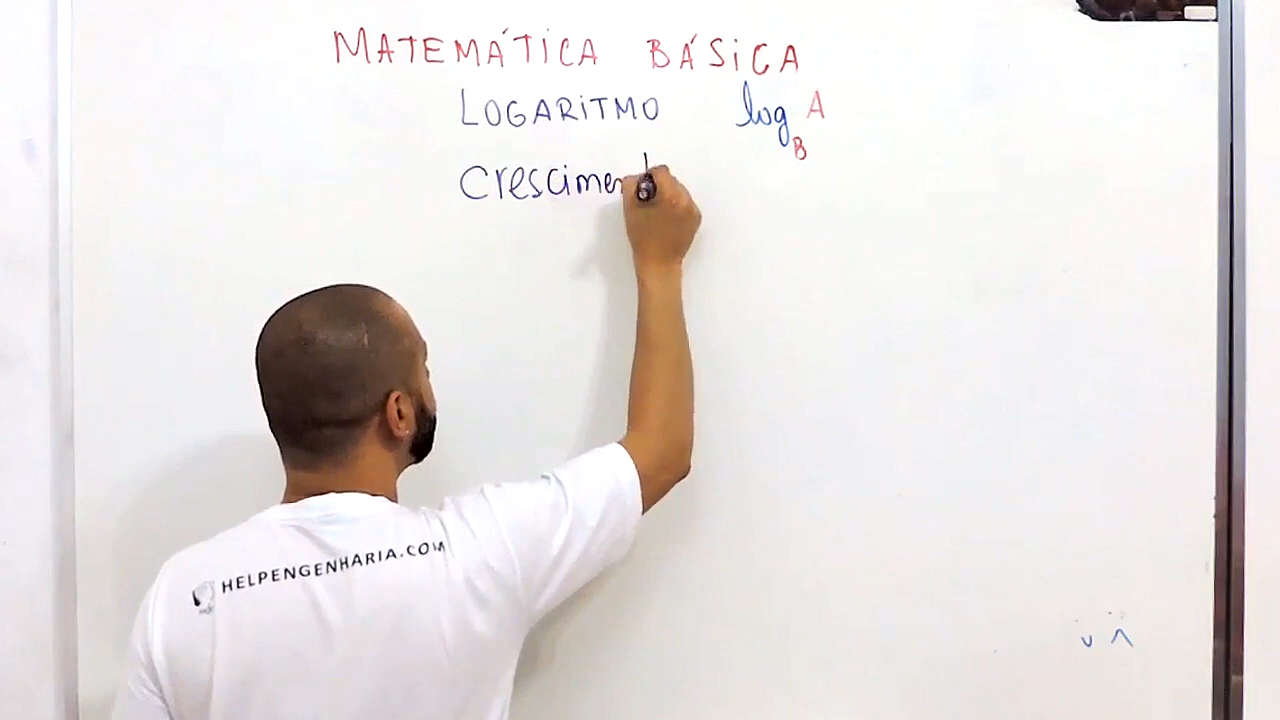 MATEMÁTICA BÁSICA
LOGARITMO log_B A
Crescimen
HELPENGENHARIA.COM